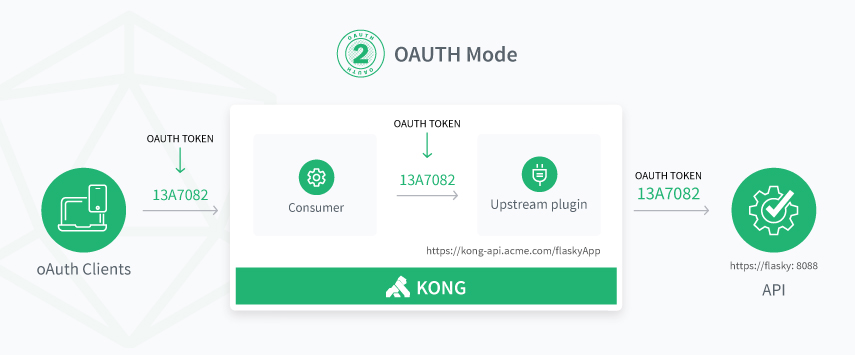 OAUTH
2
OAUTH
OAUTH Mode
OAUTH TOKEN
13A7082
oAuth Clients
OAUTH TOKEN
13A7082
Consumer
Upstream plugin
https://kong-api.acme.com/flaskyApp
KONG
OAUTH TOKEN
13A7082
https://flasky: 8088
API